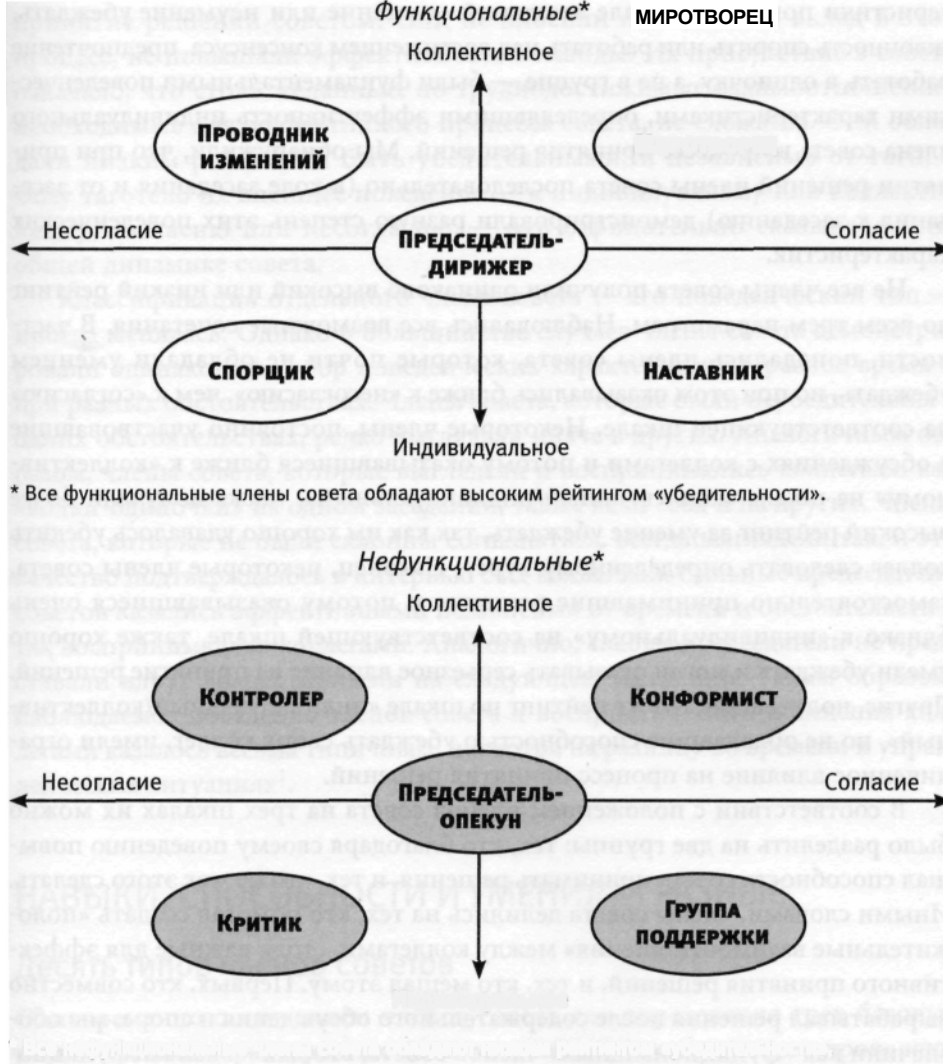 Функциональные*
МИРОТВОРЕЦ
Коллективное
ПРОВОДНИК
ИЗМЕНЕНИЙ
Несогласие
Согласие
ПРЕДСЕДАТЕЛЬ-
ДИРИЖЕР
СПОРЩИК
НАСТАВНИК
Индивидуальное
* Все функциональные члены совета обладают высоким рейтингом «убедительности».
Нефункциональные*
Коллективное
КОНТРОЛЕР
КОНФОРМИСТ
Несогласие
Согласие
ПРЕДСЕДАТЕЛЬ-
ОПЕКУН
КРИТИК
ГРУППА
ПОДДЕРЖКИ